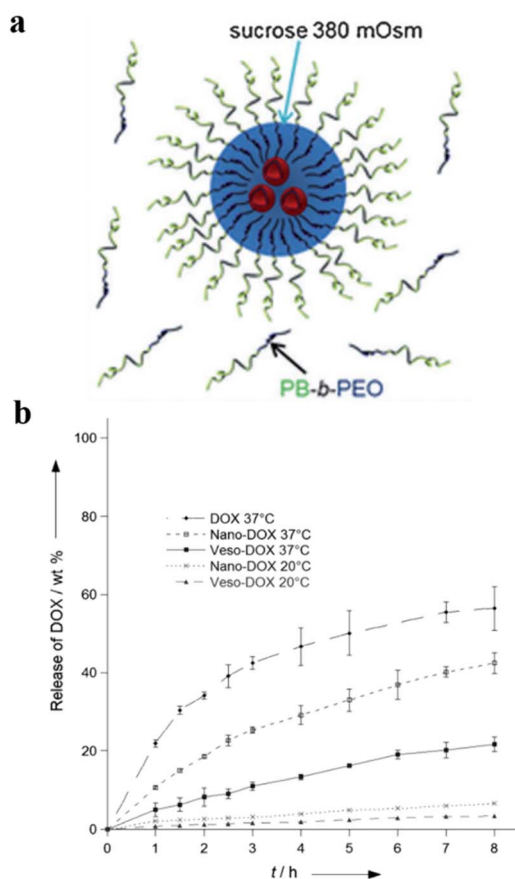 a
sucrose 380 mOsm
PB-b-PEO
b
Release of DOX / wt %
100
80
60
40
20
0
DOX 37°C
Nano-DOX 37°C
Veso-DOX 37°C
Nano-DOX 20°C
Veso-DOX 20°C
0 1 2 3 4 5 6 7 8
t / h